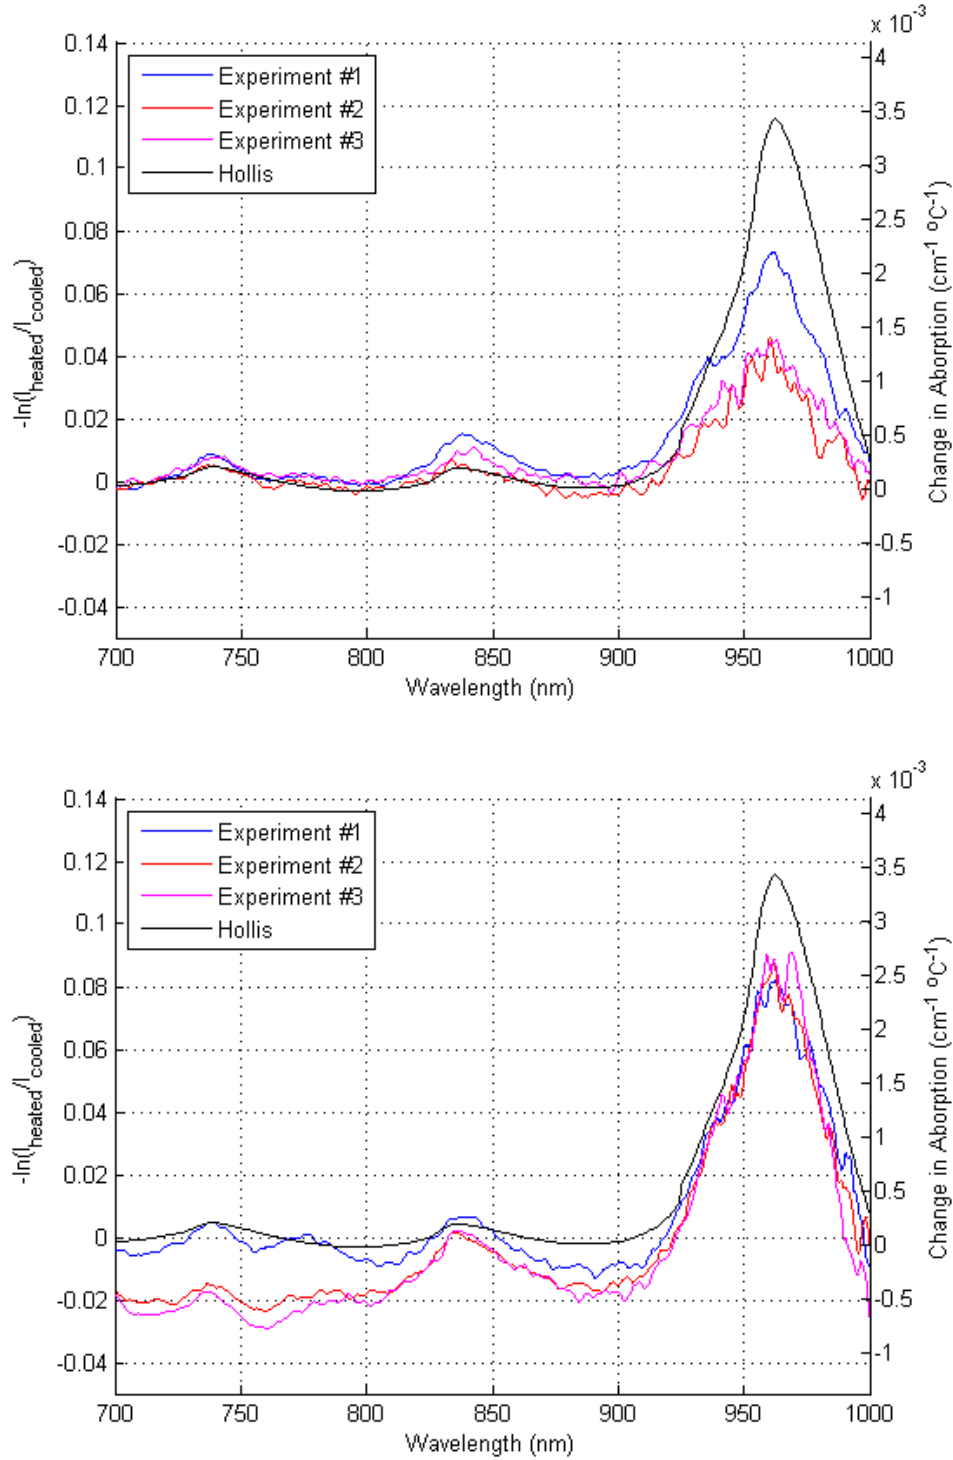 x 10-3
0.14
0.12
0.1
0.08
0.06
0.04
0.02
0
-0.02
-0.04
4
3.5
3
2.5
2
1.5
1
0.5
0
-0.5
-1
Experiment #1
Experiment #2
Experiment #3
Hollis
-ln(Iheated/Icooled)
Change in Aborption (cm-1 ºC-1)
700 750 800 850 900 950 1000
Wavelength (nm)
x 10-3
0.14
0.12
0.1
0.08
0.06
0.04
0.02
0
-0.02
-0.04
4
3.5
3
2.5
2
1.5
1
0.5
0
-0.5
-1
Experiment #1
Experiment #2
Experiment #3
Hollis
-ln(Iheated/Icooled)
Change in Aborption (cm-1 ºC-1)
700 750 800 850 900 950 1000
Wavelength (nm)